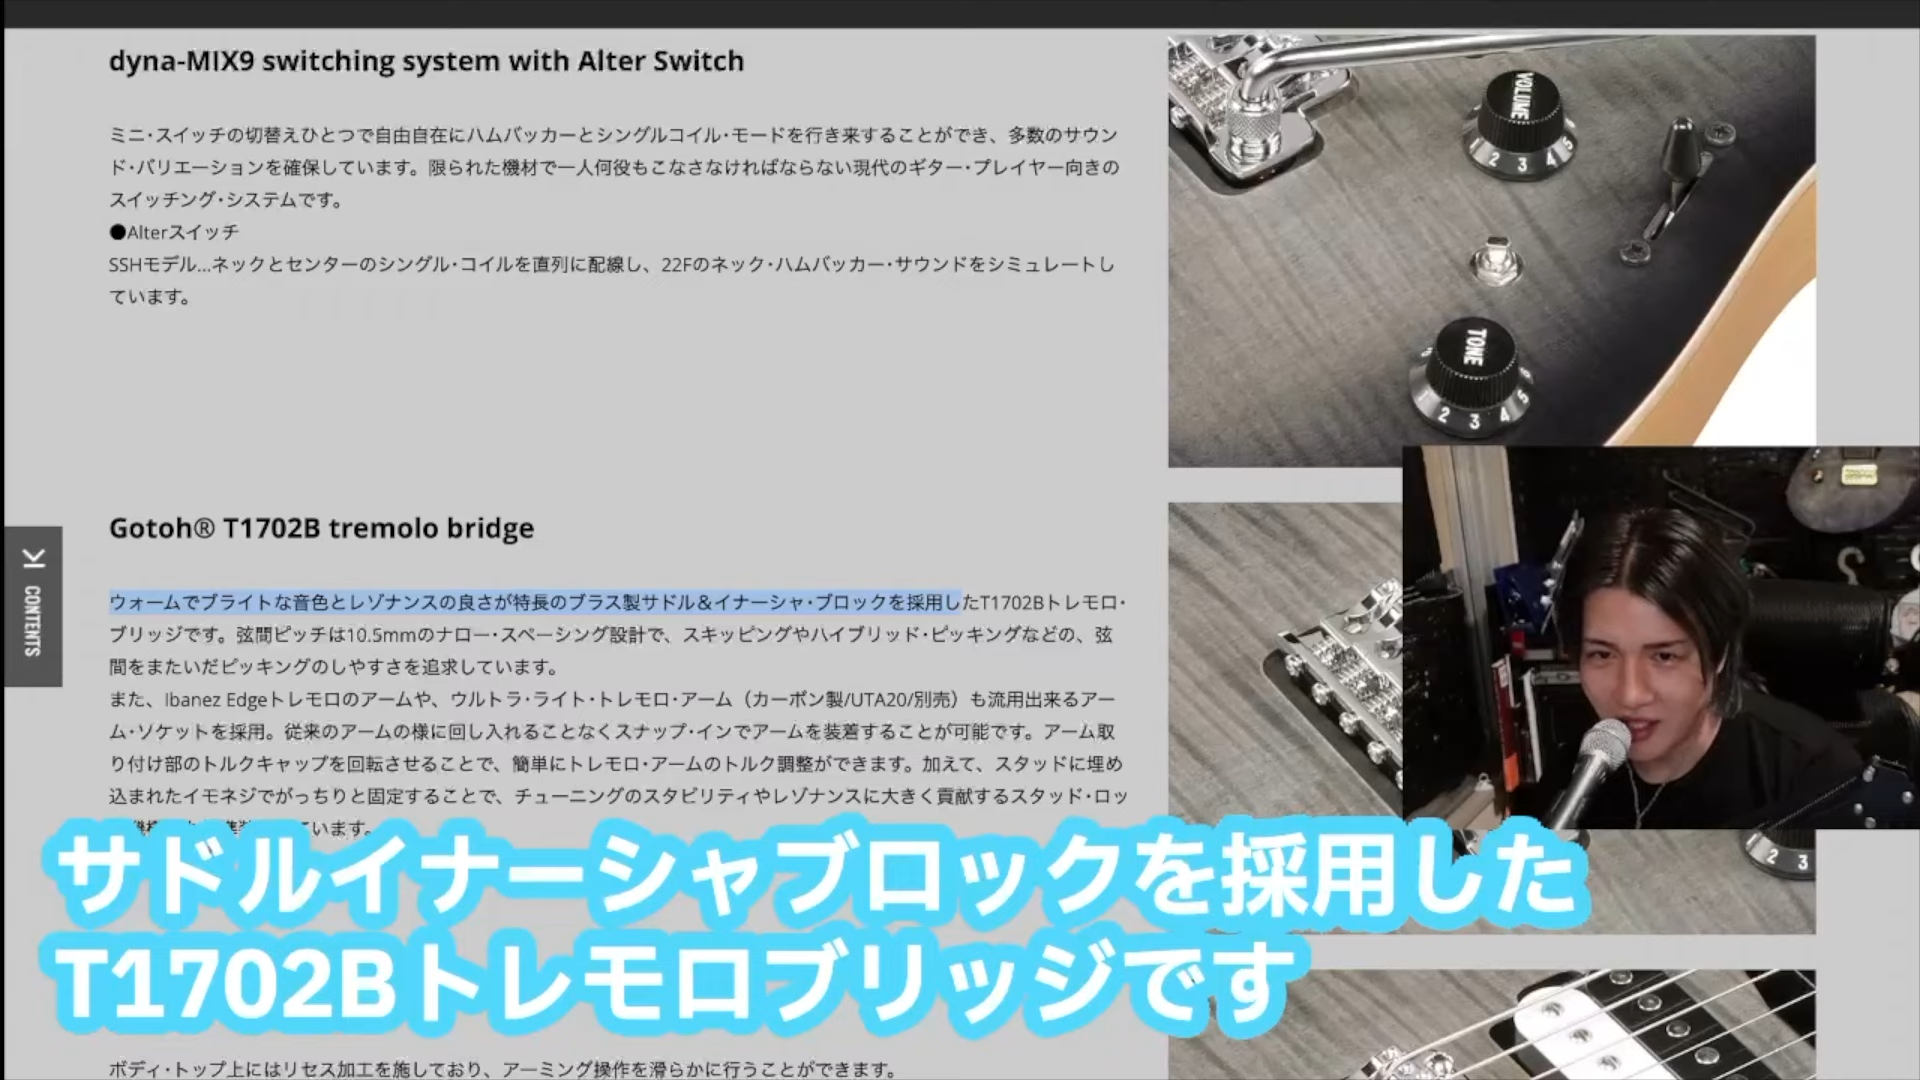 dyna-MIX9 switching system with Alter Switch
ミニ･スイッチの切替えひとつで自由自在にハムバッカーとシングルコイル･モードを行き来することができ、多数のサウン
ド･バリエーションを確保しています。限られた機材で一人何役もこなさなければならない現代のギター･プレイヤー向きの
スイッチング･システムです。
●Alterスイッチ
SSHモデル...ネックとセンターのシングル･コイルを直列に配線し、22Fのネック･ハムバッカー･サウンドをシミュレートし
ています。
VOLUME
1 2 3 4 5
TONE
1 2 3 4 5
CONTENTS
Gotoh® T1702B tremolo bridge
ウォームでブライトな音色とレゾナンスの良さが特長のブラス製サドル＆イナーシャ･ブロックを採用したT1702Bトレモロ･
ブリッジです。弦間ピッチは10.5mmのナロー･スペーシング設計で、スキッピングやハイブリッド･ピッキングなどの、弦
間をまたいだピッキングのしやすさを追求しています。
また、Ibanez Edgeトレモロのアームや、ウルトラ･ライト･トレモロ･アーム（カーボン製/UTA20/別売）も流用出来るアー
ム･ソケットを採用。従来のアームの様に回し入れることなくスナップ･インでアームを装着することが可能です。アーム取
り付け部のトルクキャップを回転させることで、簡単にトレモロ･アームのトルク調整ができます。加えて、スタッドに埋め
込まれたイモネジでがっちりと固定することで、チューニングのスタビリティやレゾナンスに大きく貢献するスタッド･ロッ
います。
2 3
サドルイナーシャブロックを採用した
T1702Bトレモロブリッジです
ボディ･トップ上にはリセス加工を施しており、アーミング操作を滑らかに行うことができます。